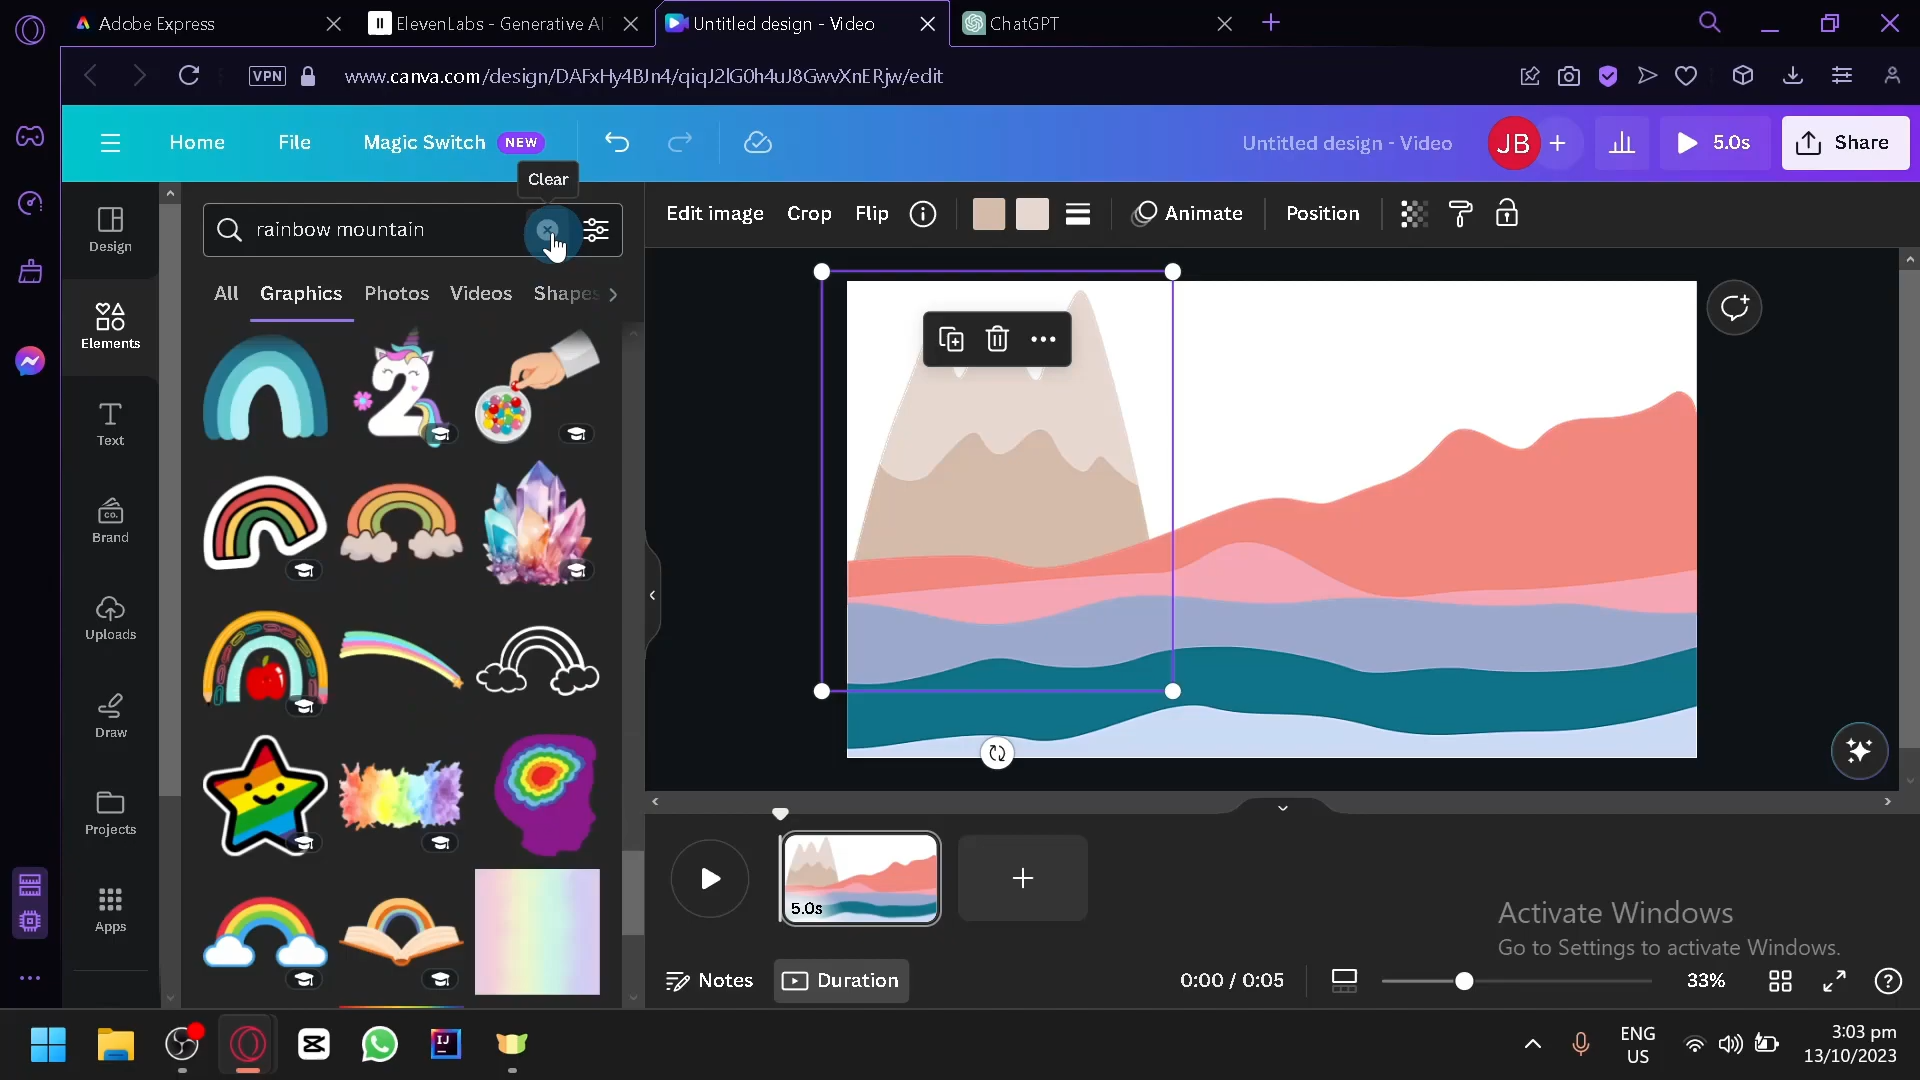 Adobe Express
ElevenLabs - Generative AI
Untitled design - Video
ChatGPT
VPN
www.canva.com/design/DAFxHy4BJn4/qiqJ2lG0h4uJ8GwvXnERjw/edit
Home
File
Magic Switch
NEW
Untitled design - Video
JB
5.0s
Share
Clear
Design
Elements
Text
Brand
Uploads
Draw
Projects
Apps
rainbow mountain
All
Graphics
Photos
Videos
Shapes
Edit image
Crop
Flip
Animate
Position
5.0s
Notes
Duration
0:00 / 0:05
33%
Activate Windows
Go to Settings to activate Windows.
ENG
US
3:03 pm
13/10/2023